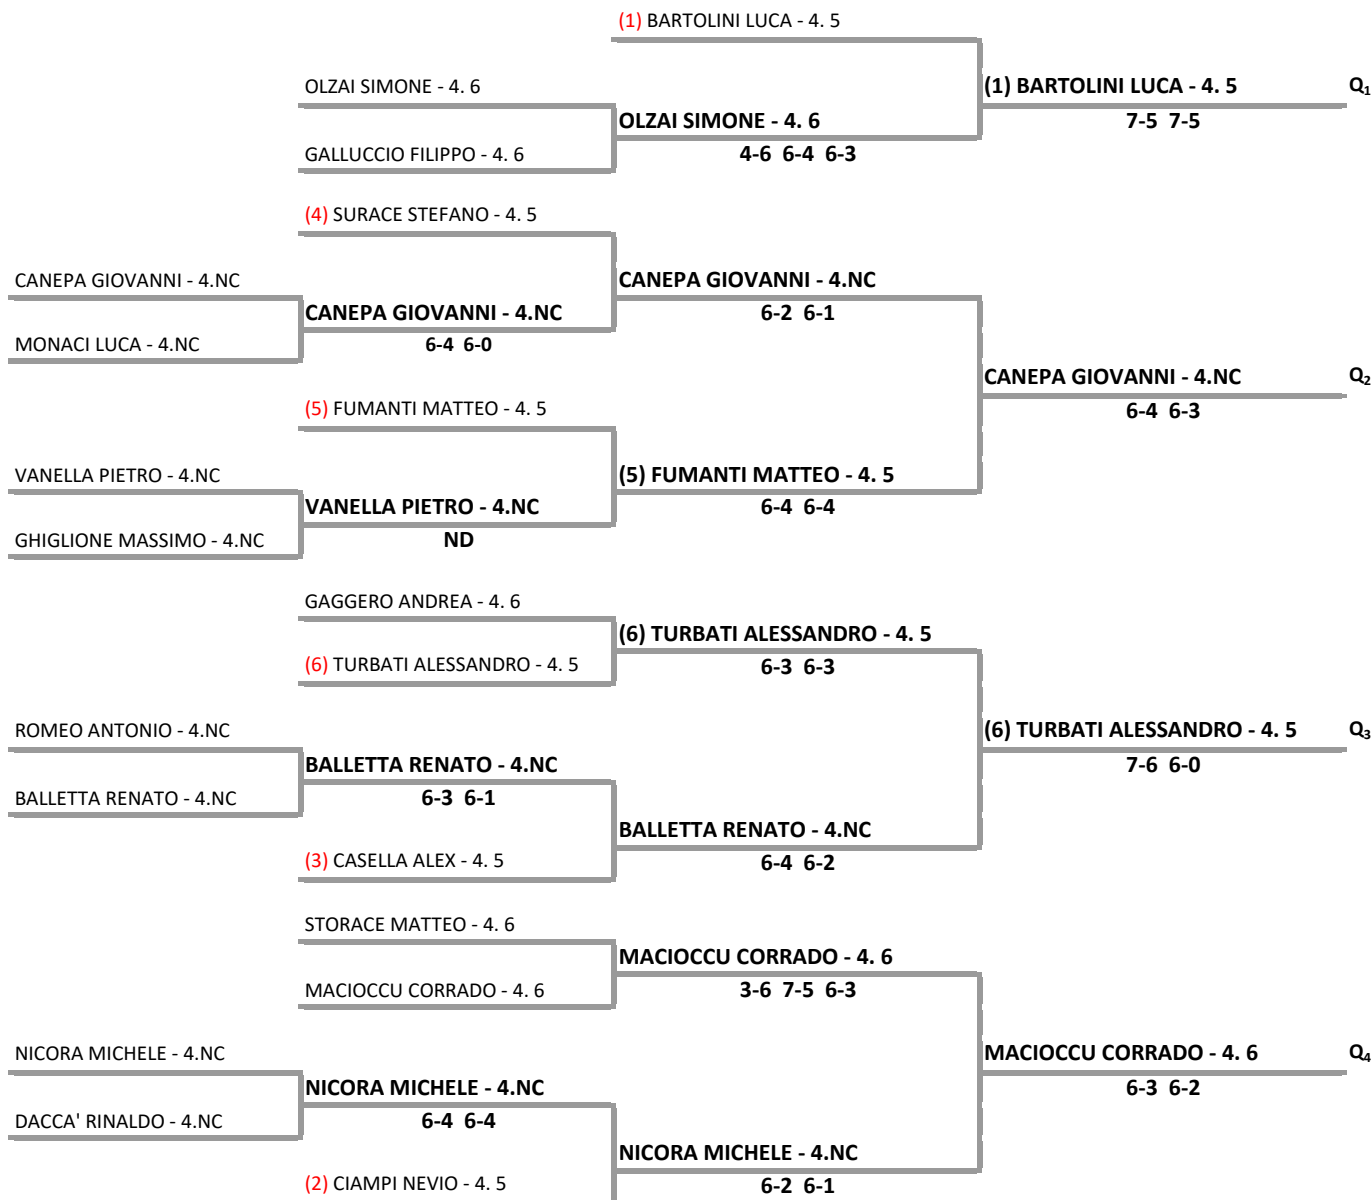 (1) BARTOLINI LUCA - 4. 5
OLZAI SIMONE - 4. 6
(1) BARTOLINI LUCA - 4. 5
Q1
OLZAI SIMONE - 4. 6
7-5 7-5
GALLUCCIO FILIPPO - 4. 6
4-6 6-4 6-3
(4) SURACE STEFANO - 4. 5
CANEPA GIOVANNI - 4.NC
CANEPA GIOVANNI - 4.NC
CANEPA GIOVANNI - 4.NC
6-2 6-1
MONACI LUCA - 4.NC
6-4 6-0
CANEPA GIOVANNI - 4.NC
Q2
(5) FUMANTI MATTEO - 4. 5
6-4 6-3
VANELLA PIETRO - 4.NC
(5) FUMANTI MATTEO - 4. 5
VANELLA PIETRO - 4.NC
6-4 6-4
GHIGLIONE MASSIMO - 4.NC
ND
GAGGERO ANDREA - 4. 6
(6) TURBATI ALESSANDRO - 4. 5
(6) TURBATI ALESSANDRO - 4. 5
6-3 6-3
ROMEO ANTONIO - 4.NC
(6) TURBATI ALESSANDRO - 4. 5
Q3
BALLETTA RENATO - 4.NC
7-6 6-0
BALLETTA RENATO - 4.NC
6-3 6-1
BALLETTA RENATO - 4.NC
(3) CASELLA ALEX - 4. 5
6-4 6-2
STORACE MATTEO - 4. 6
MACIOCCU CORRADO - 4. 6
MACIOCCU CORRADO - 4. 6
3-6 7-5 6-3
NICORA MICHELE - 4.NC
MACIOCCU CORRADO - 4. 6
Q4
NICORA MICHELE - 4.NC
6-3 6-2
DACCA' RINALDO - 4.NC
6-4 6-4
NICORA MICHELE - 4.NC
(2) CIAMPI NEVIO - 4. 5
6-2 6-1